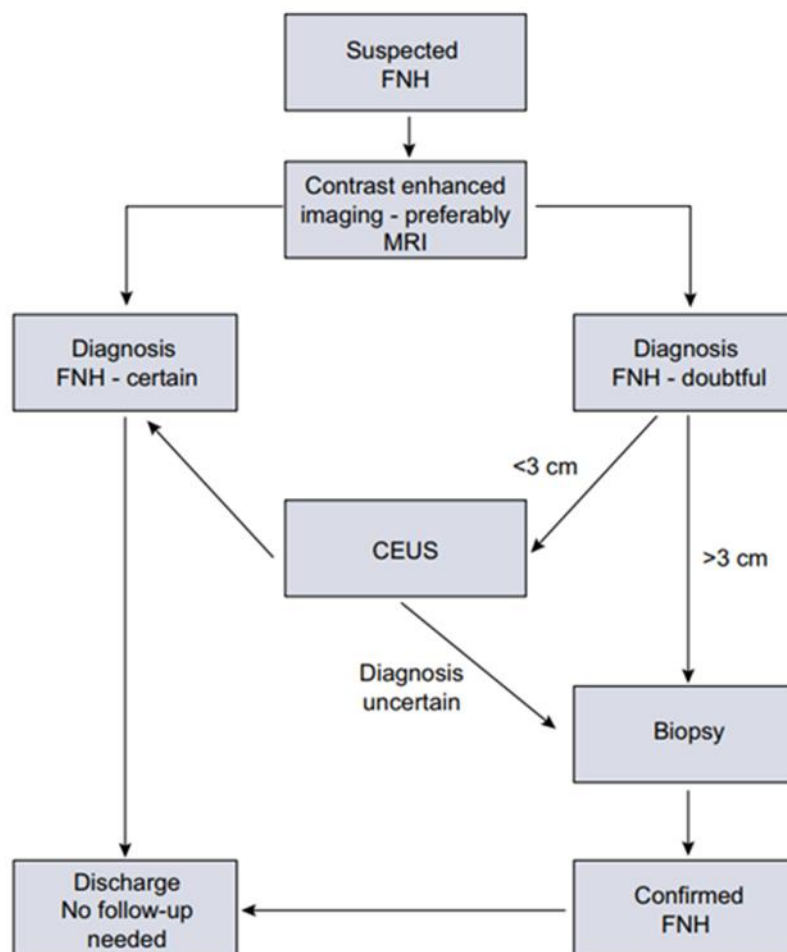 Suspected
FNH
Contrast enhanced
imaging - preferably
MRI
Diagnosis
FNH - certain
Diagnosis
FNH - doubtful
<3 cm
CEUS
>3 cm
Diagnosis
uncertain
Biopsy
Discharge
No follow-up
needed
Confirmed
FNH